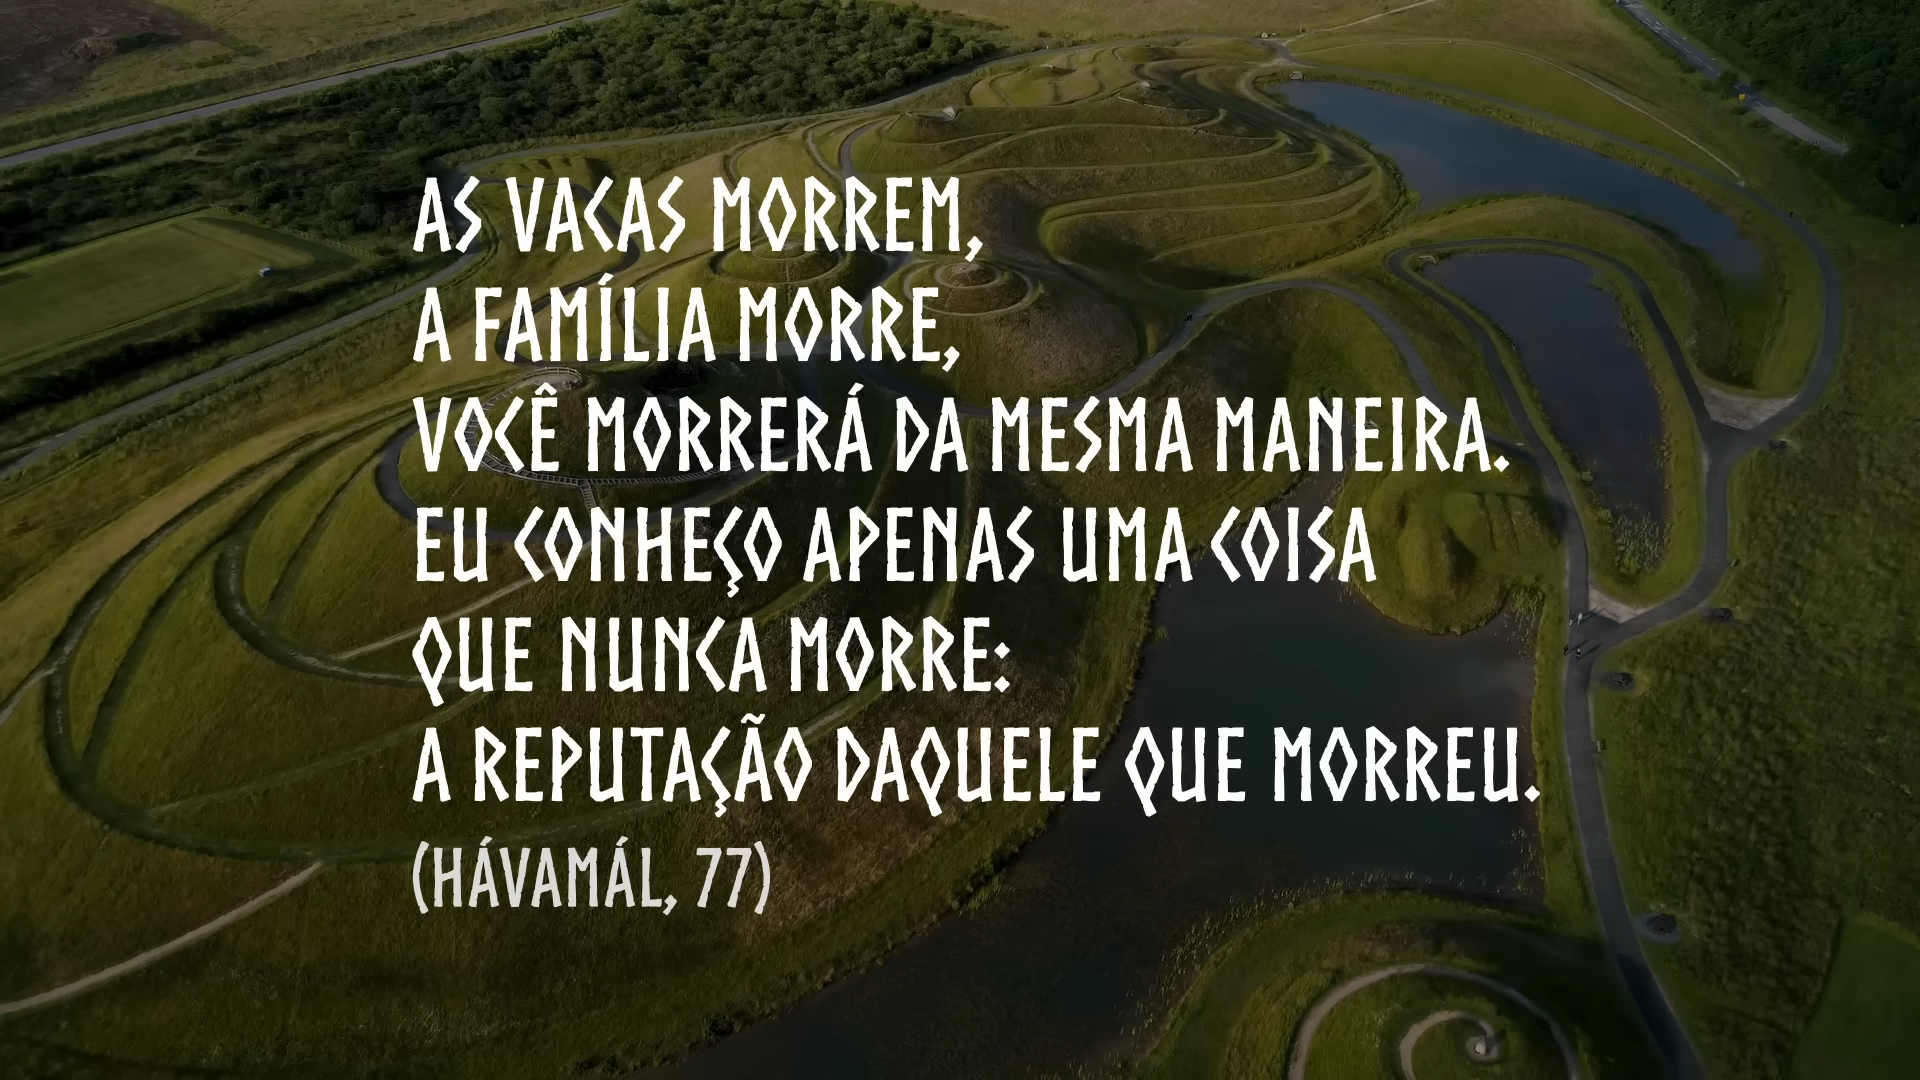 AS VACAS MORREM,
A FAMÍLIA MORRE,
VOCÊ MORRERÁ DA MESMA MANEIRA.
EU CONHEÇO APENAS UMA COISA
QUE NUNCA MORRE:
A REPUTAÇÃO DAQUELE QUE MORREU.
(HÁVAMÁL, 77)